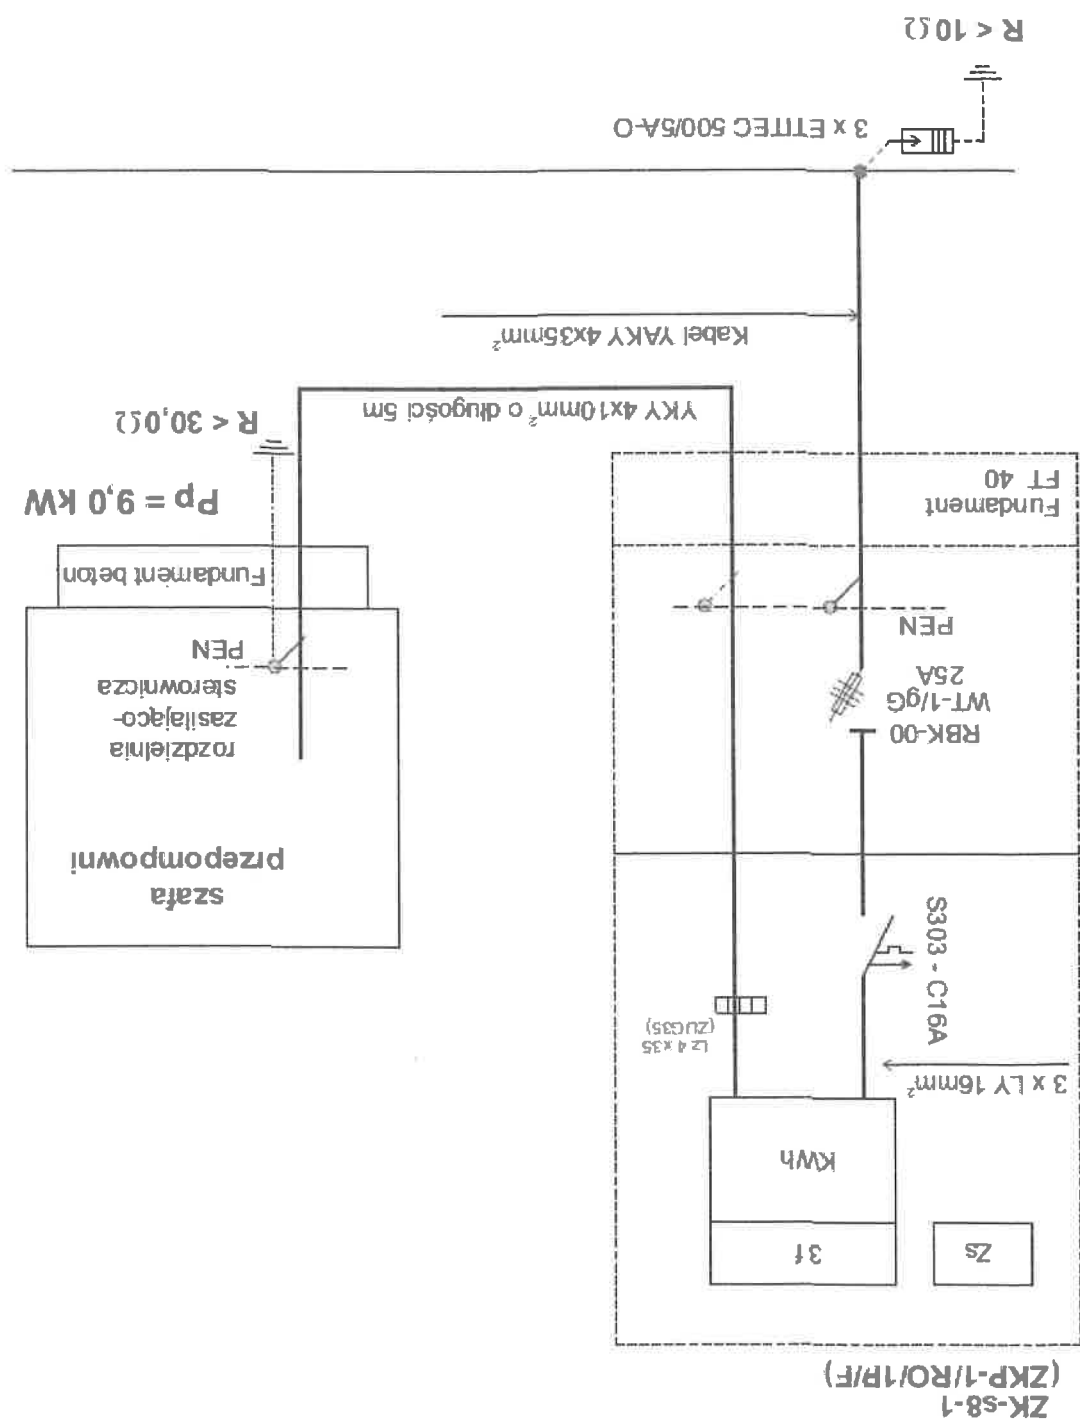 ZK-s8-1
(ZKP-1/RO/1P/F)
Zs
3 f
KWh
3 x LY 16mm²
Lz 4 x 35
(ZUG35)
S303 - C16A
szafa
przepompowni
rozdzielnia
zasilająco-
sterownicza
PEN
RBK-00
WT-1/gG
25A
PEN
Fundament beton
Fundament
FT 40
Pp = 9,0 kW
R < 30,0Ω
YKY 4x10mm² o długości 5m
Kabel YAKY 4x35mm²
3 x ETITEC 500/5A-O
R < 10Ω